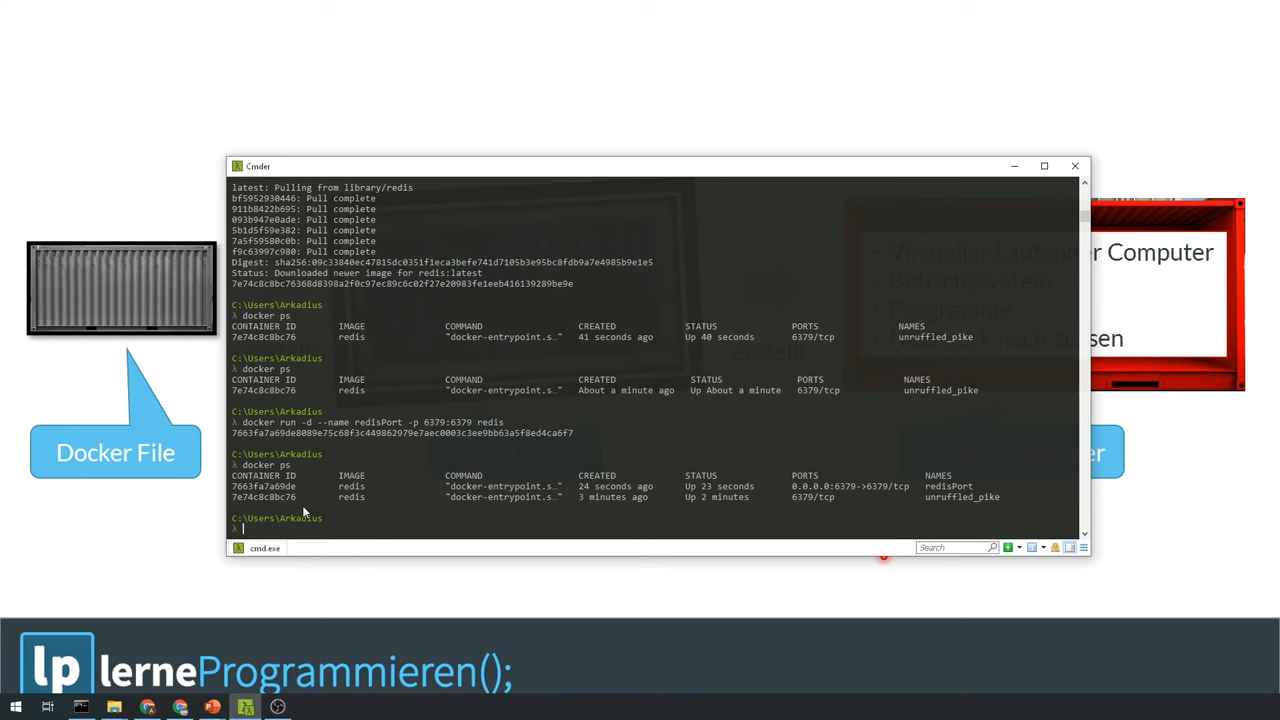 Cmder
latest: Pulling from library/redis
bf5952930446: Pull complete
911b8422b695: Pull complete
093b947e0ade: Pull complete
5b1d5f59e382: Pull complete
7a5f59580c0b: Pull complete
f9c63997c980: Pull complete
Digest: sha256:09c33840ec47815dc0351f1eca3befe741d7105b3e95bc8fdb9a7e4985b9e1e5
Status: Downloaded newer image for redis:latest
7e74c8c8bc76368d8398a2f0c97ec89c6c02f27e20983fe1eeb416139289be9e
C:\Users\Arkadius
λ docker ps
CONTAINER ID IMAGE COMMAND CREATED STATUS PORTS NAMES
7e74c8c8bc76 redis "docker-entrypoint.s…" 41 seconds ago Up 40 seconds 6379/tcp unruffled_pike
C:\Users\Arkadius
λ docker ps
CONTAINER ID IMAGE COMMAND CREATED STATUS PORTS NAMES
7e74c8c8bc76 redis "docker-entrypoint.s…" About a minute ago Up About a minute 6379/tcp unruffled_pike
C:\Users\Arkadius
λ docker run -d --name redisPort -p 6379:6379 redis
7663fa7a69de8089e75c68f3c449862979e7aec0003c3ee9bb63a5f8ed4ca6f7
C:\Users\Arkadius
λ docker ps
CONTAINER ID IMAGE COMMAND CREATED STATUS PORTS NAMES
7663fa7a69de redis "docker-entrypoint.s…" 24 seconds ago Up 23 seconds 0.0.0.0:6379->6379/tcp redisPort
7e74c8c8bc76 redis "docker-entrypoint.s…" 3 minutes ago Up 2 minutes 6379/tcp unruffled_pike
C:\Users\Arkadius
λ
cmd.exe
Search
+ Virtueller Laufender Computer
+ Betriebssystem
+ Programme
nach aussen
erstellt
Docker File
lp lerneProgrammieren();